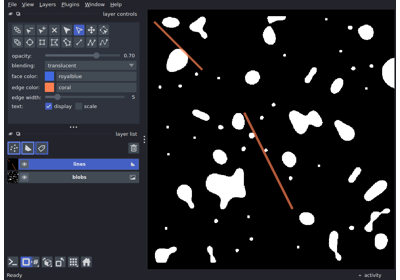 File View Layers Plugins Window Help
layer controls
opacity: 0.70
blending: translucent
face color: royalblue
edge color: coral
edge width: 5
text: display scale
layer list
lines
blobs
Ready
activity